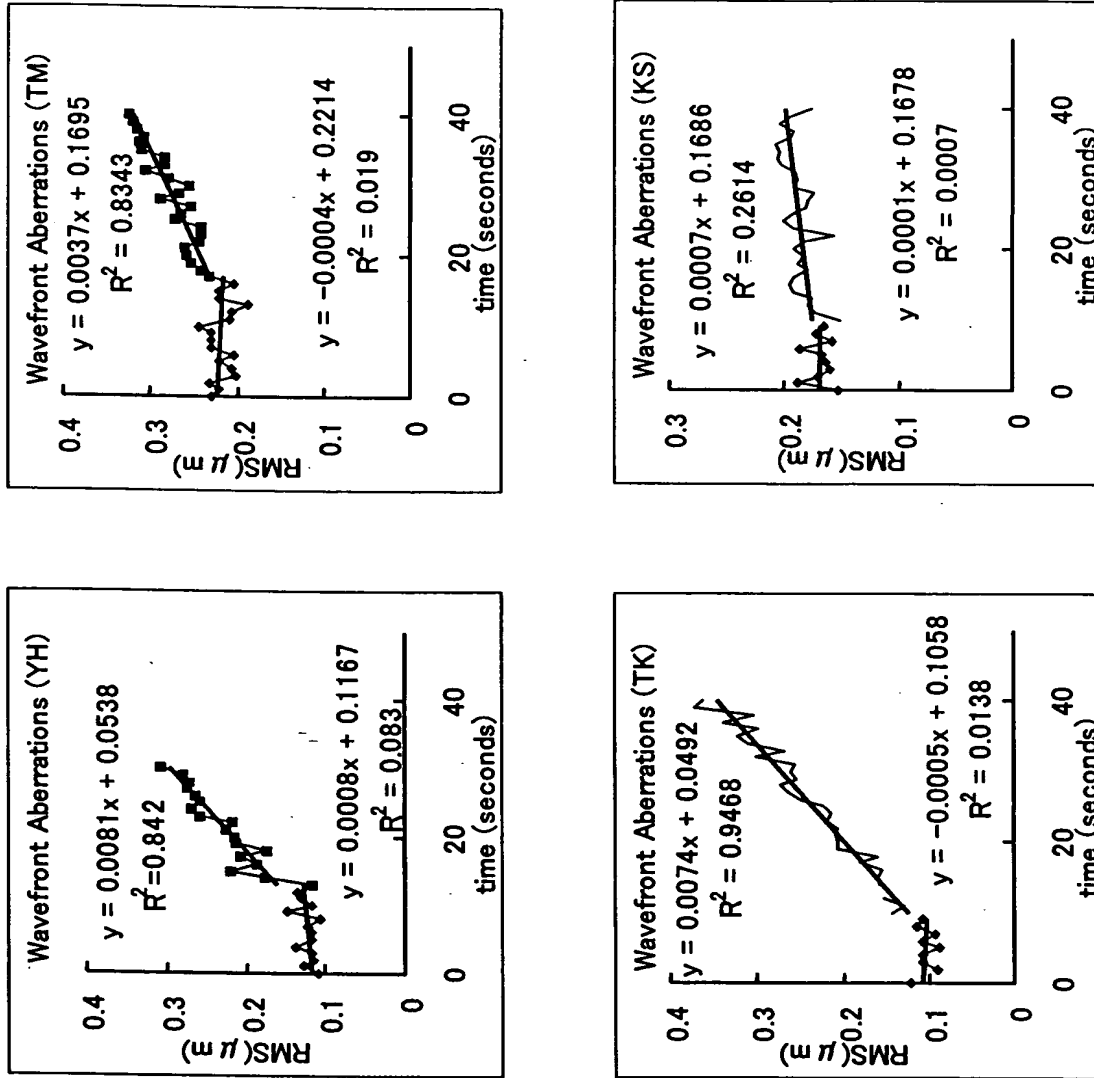 Wavefront Aberrations (YH)
y = 0.0081x + 0.0538
R²=0.842
0.4
0.3
0.2
0.1
0
RMS(μm)
y = 0.0008x + 0.1167
R² = 0.083
0 20 40
time (seconds)
Wavefront Aberrations (TM)
y = 0.0037x + 0.1695
R² = 0.8343
0.4
0.3
0.2
0.1
0
RMS(μm)
y = −0.0004x + 0.2214
R² = 0.019
0 20 40
time (seconds)
Wavefront Aberrations (TK)
y = 0.0074x + 0.0492
R² = 0.9468
0.4
0.3
0.2
0.1
0
RMS(μm)
y = −0.0005x + 0.1058
R² = 0.0138
0 20 40
time (seconds)
Wavefront Aberrations (KS)
y = 0.0007x + 0.1686
R² = 0.2614
0.3
0.2
0.1
0
RMS(μm)
y = 0.0001x + 0.1678
R² = 0.0007
0 20 40
time (seconds)